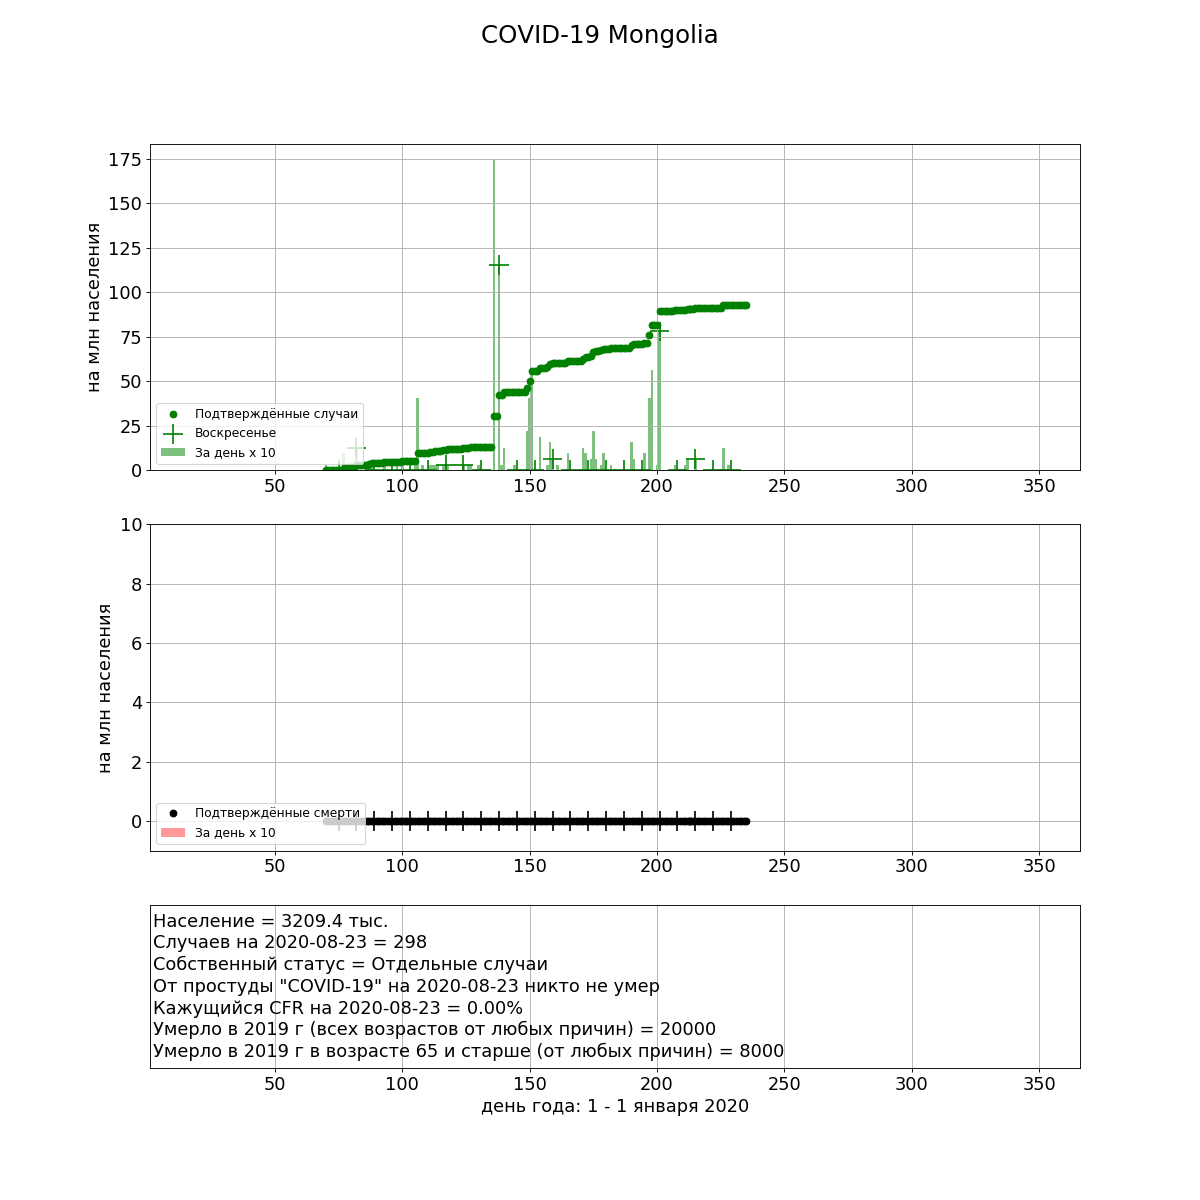 COVID-19 Mongolia
175
150
125
100
75
50
25
0
на млн населения
Подтверждённые случаи
Воскресенье
За день x 10
50 100 150 200 250 300 350
10
8
6
4
2
0
на млн населения
Подтверждённые смерти
За день x 10
50 100 150 200 250 300 350
Население = 3209.4 тыс.
Случаев на 2020-08-23 = 298
Собственный статус = Отдельные случаи
От простуды "COVID-19" на 2020-08-23 никто не умер
Кажущийся CFR на 2020-08-23 = 0.00%
Умерло в 2019 г (всех возрастов от любых причин) = 20000
Умерло в 2019 г в возрасте 65 и старше (от любых причин) = 8000
50 100 150 200 250 300 350
день года: 1 - 1 января 2020